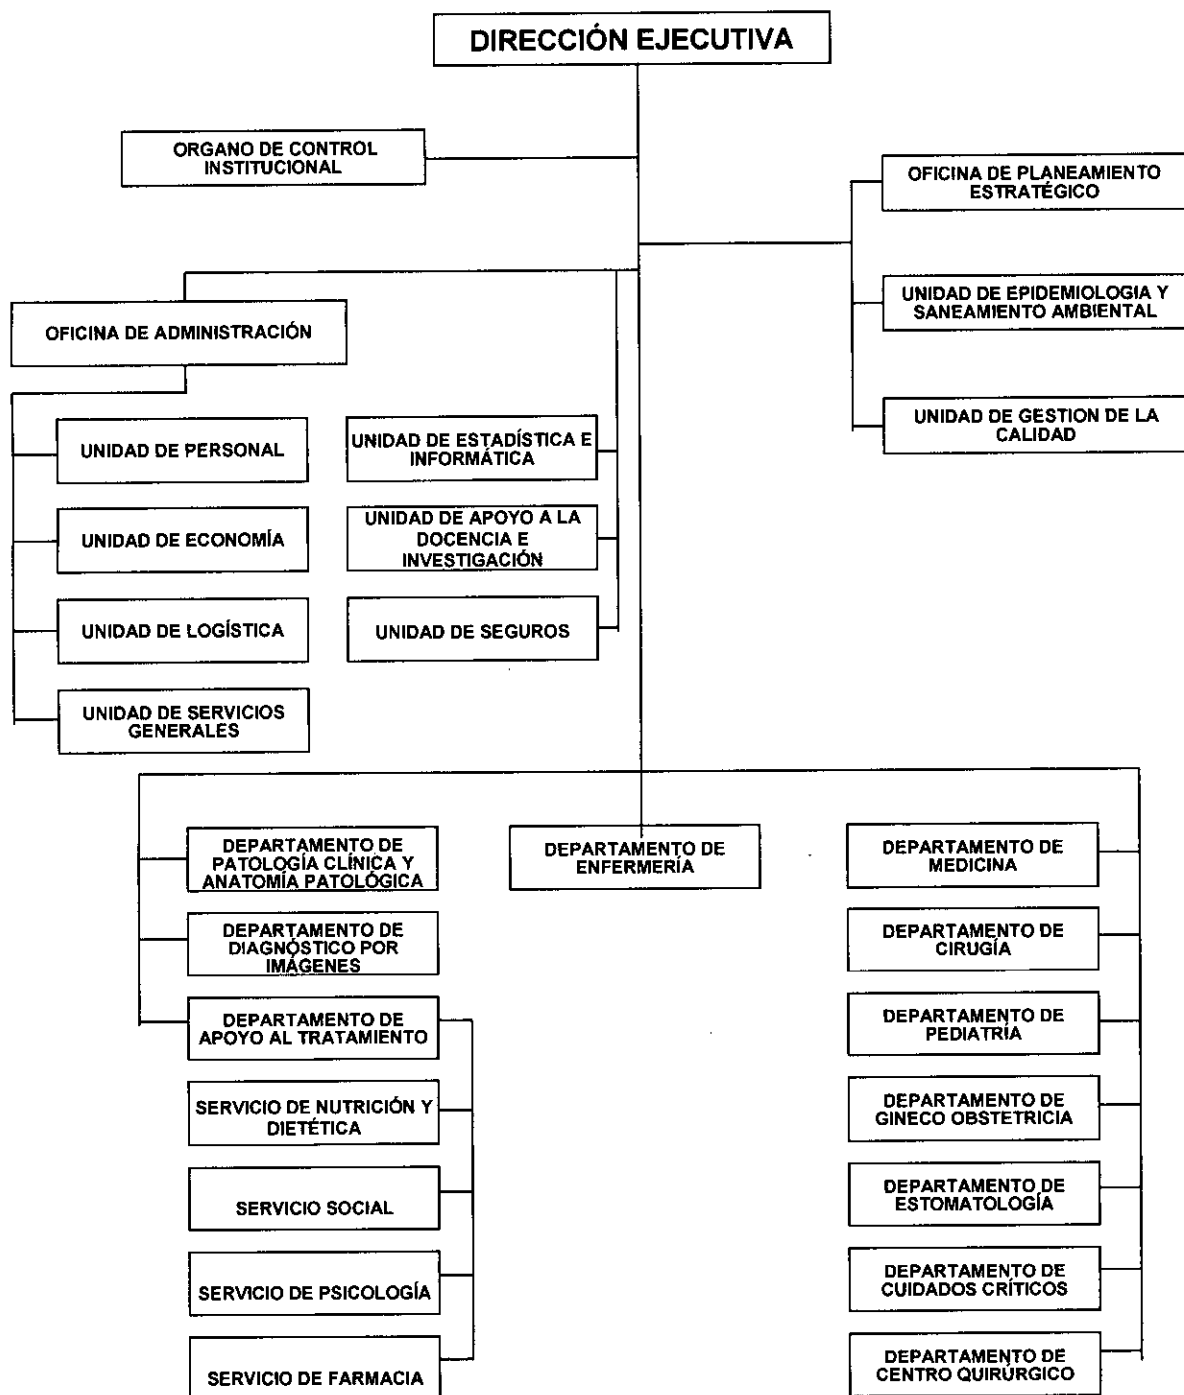 DIRECCIÓN EJECUTIVA
ORGANO DE CONTROL
INSTITUCIONAL
OFICINA DE PLANEAMIENTO
ESTRATÉGICO
UNIDAD DE EPIDEMIOLOGIA Y
SANEAMIENTO AMBIENTAL
UNIDAD DE GESTION DE LA
CALIDAD
OFICINA DE ADMINISTRACIÓN
UNIDAD DE PERSONAL
UNIDAD DE ECONOMÍA
UNIDAD DE LOGÍSTICA
UNIDAD DE SERVICIOS
GENERALES
UNIDAD DE ESTADÍSTICA E
INFORMÁTICA
UNIDAD DE APOYO A LA
DOCENCIA E
INVESTIGACIÓN
UNIDAD DE SEGUROS
DEPARTAMENTO DE
PATOLOGÍA CLÍNICA Y
ANATOMÍA PATOLÓGICA
DEPARTAMENTO DE
DIAGNÓSTICO POR
IMÁGENES
DEPARTAMENTO DE
APOYO AL TRATAMIENTO
SERVICIO DE NUTRICIÓN Y
DIETÉTICA
SERVICIO SOCIAL
SERVICIO DE PSICOLOGÍA
SERVICIO DE FARMACIA
DEPARTAMENTO DE
ENFERMERÍA
DEPARTAMENTO DE
MEDICINA
DEPARTAMENTO DE
CIRUGÍA
DEPARTAMENTO DE
PEDIATRÍA
DEPARTAMENTO DE
GINECO OBSTETRICIA
DEPARTAMENTO DE
ESTOMATOLOGÍA
DEPARTAMENTO DE
CUIDADOS CRÍTICOS
DEPARTAMENTO DE
CENTRO QUIRÚRGICO